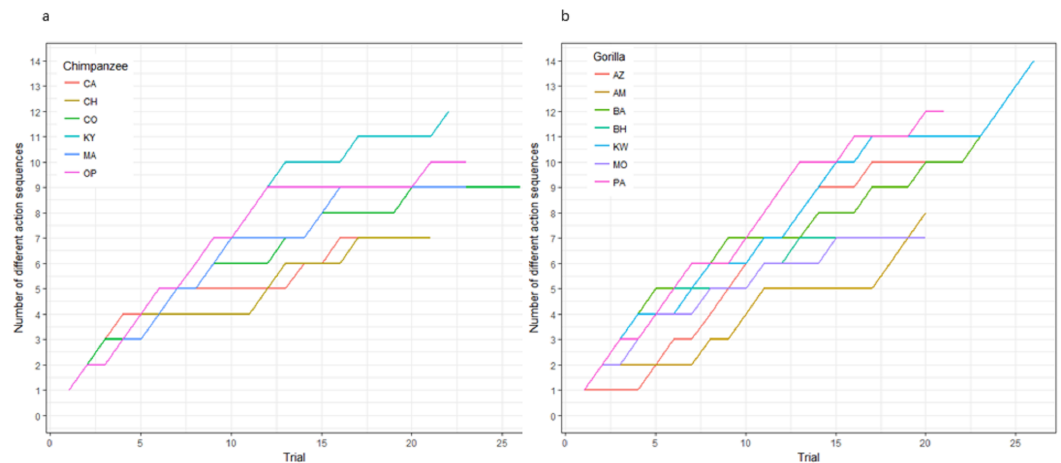 a
b
Number of different action sequences
14
13
12
11
10
9
8
7
6
5
4
3
2
1
0
Chimpanzee
CA
CH
CO
KY
MA
OP
0 5 10 15 20 25
Trial
Number of different action sequences
14
13
12
11
10
9
8
7
6
5
4
3
2
1
0
Gorilla
AZ
AM
BA
BH
KW
MO
PA
0 5 10 15 20 25
Trial